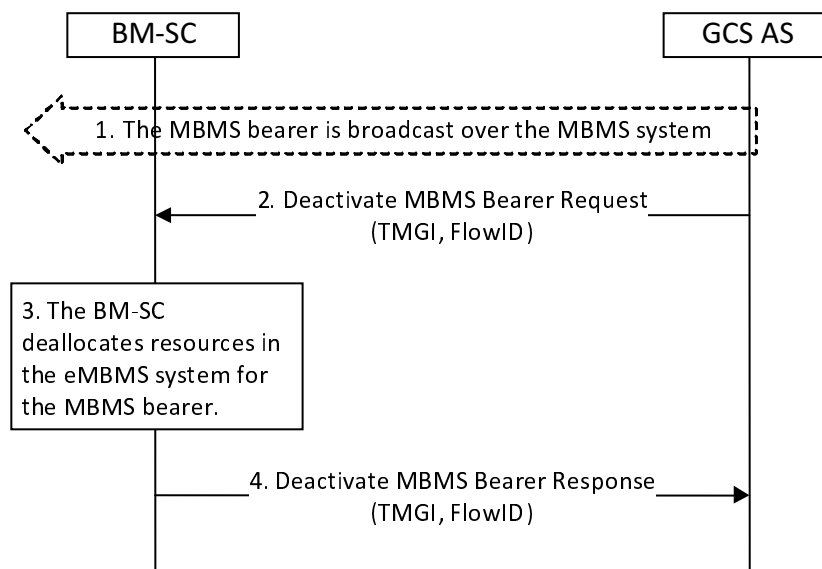 BM-SC
GCS AS
1. The MBMS bearer is broadcast over the MBMS system
2. Deactivate MBMS Bearer Request
(TMGI, FlowID)
3. The BM-SC
deallocates resources in
the eMBMS system for
the MBMS bearer.
4. Deactivate MBMS Bearer Response
(TMGI, FlowID)